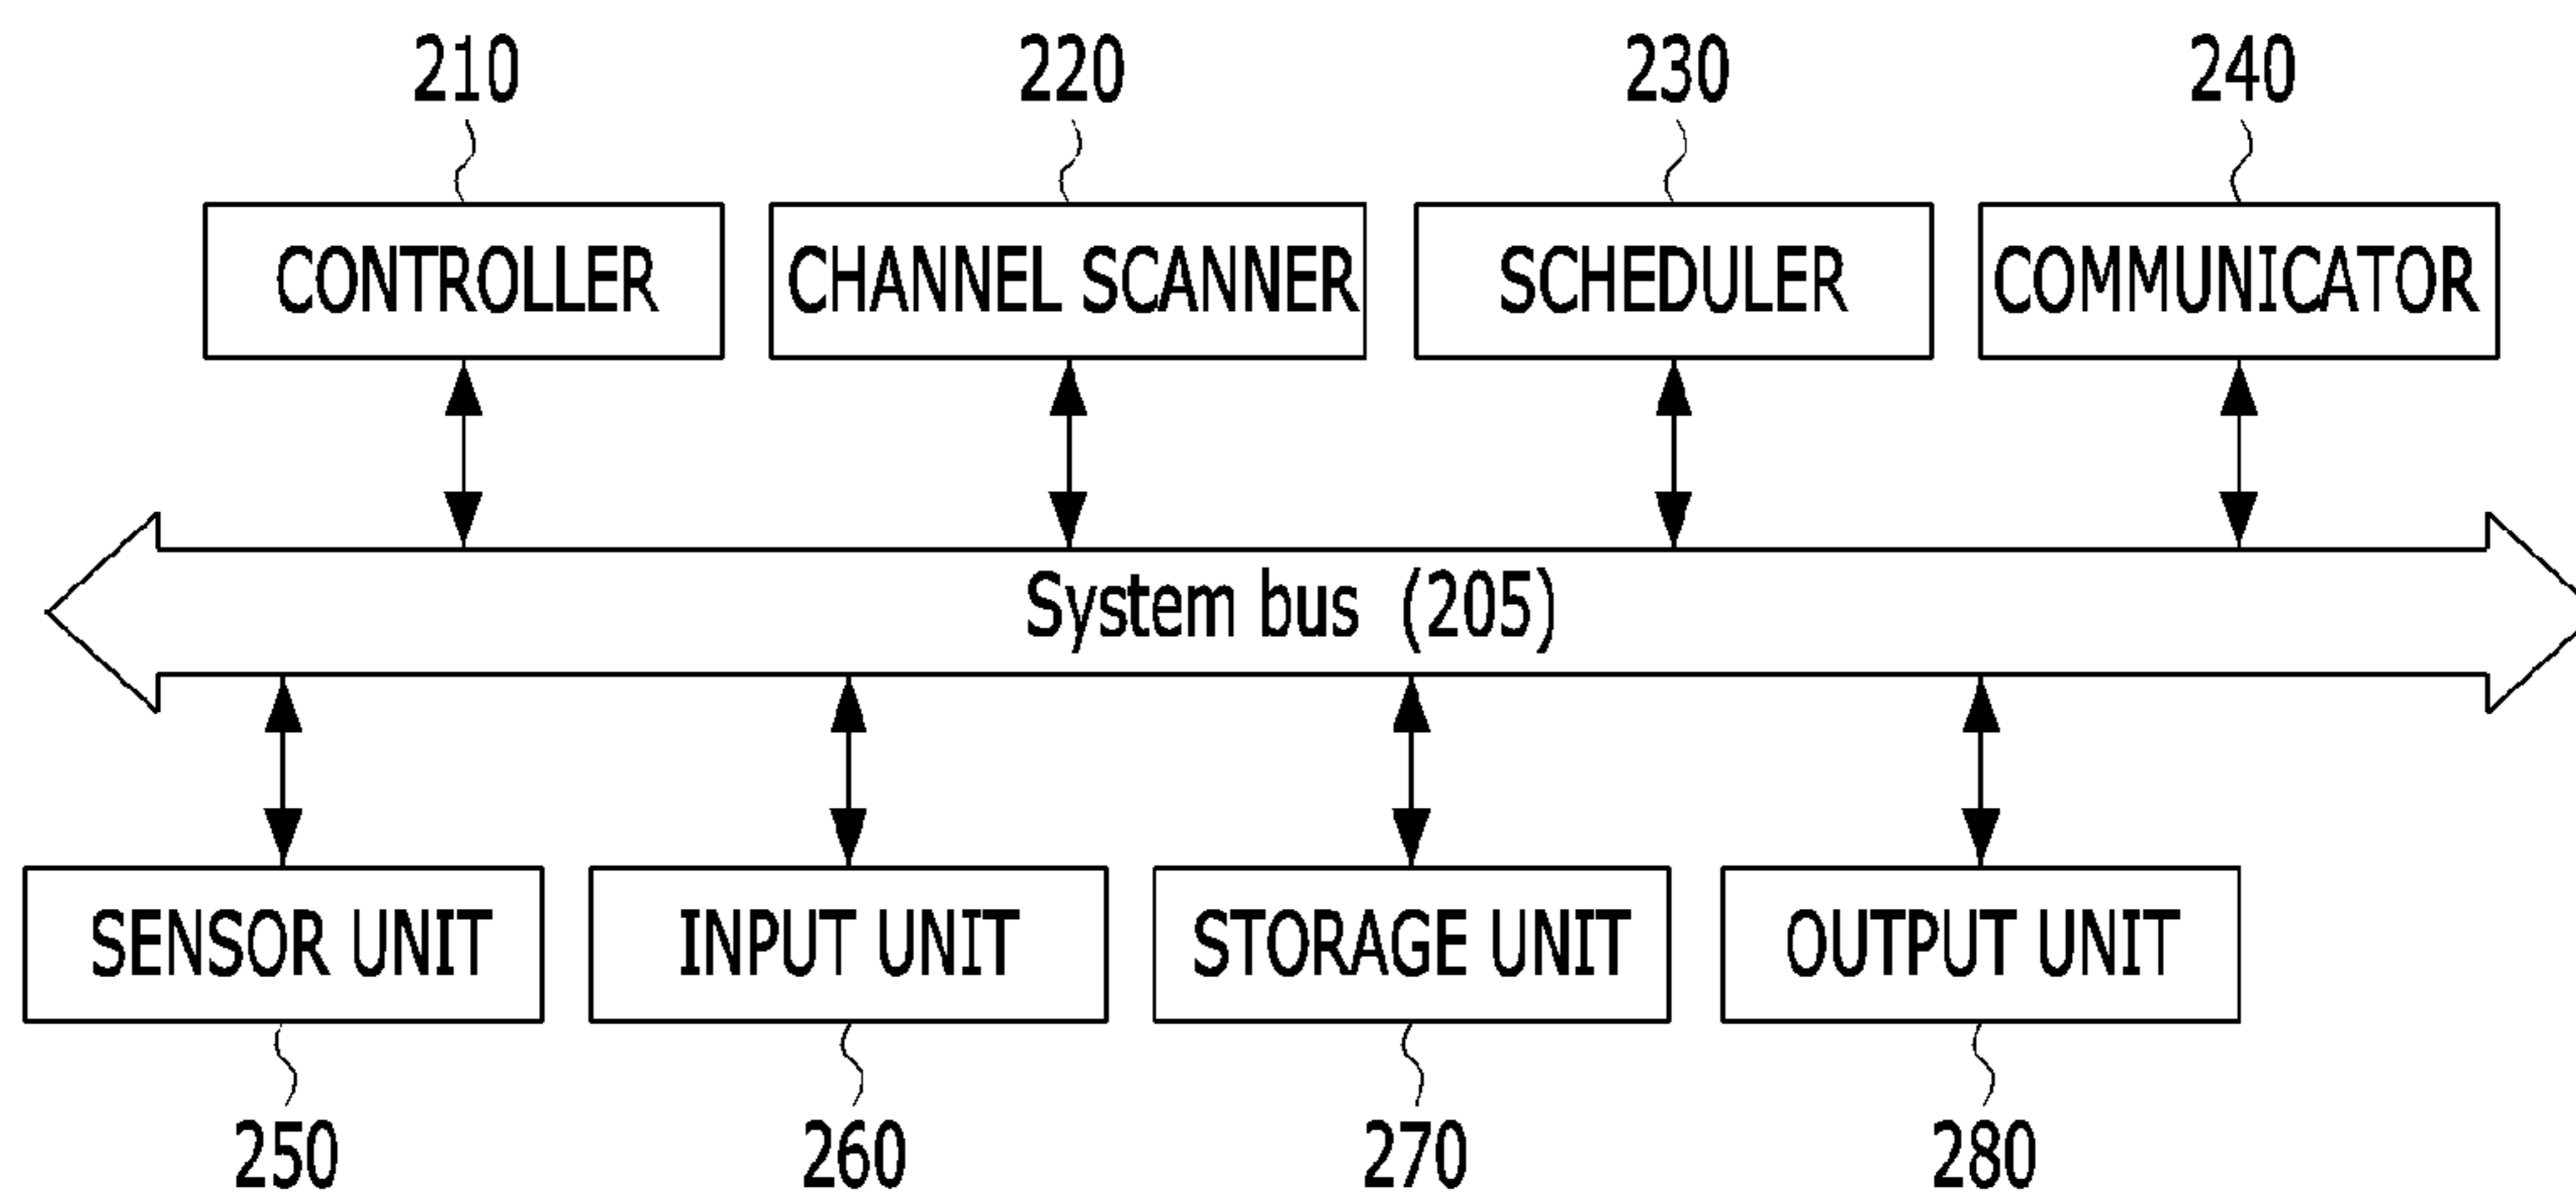 210 220 230 240
CONTROLLER CHANNEL SCANNER SCHEDULER COMMUNICATOR
System bus (205)
SENSOR UNIT INPUT UNIT STORAGE UNIT OUTPUT UNIT
250 260 270 280